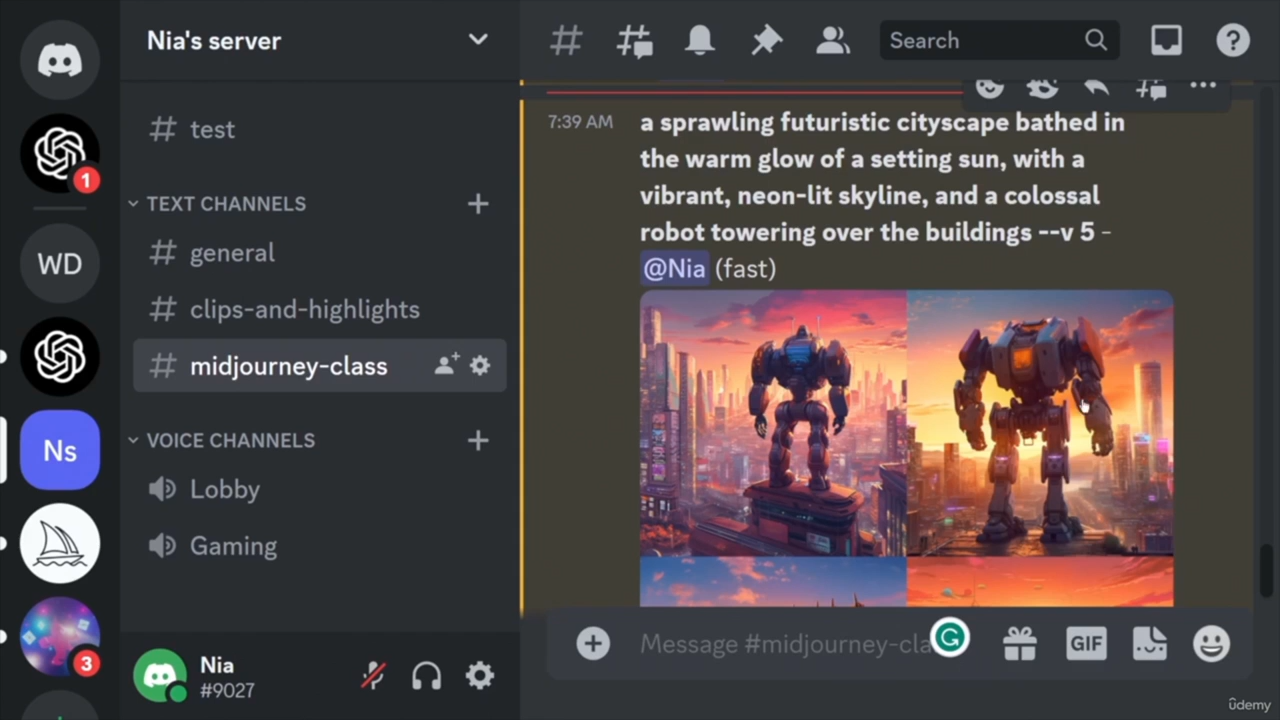 Nia's server
Search
test
7:39 AM
a sprawling futuristic cityscape bathed in
the warm glow of a setting sun, with a
vibrant, neon-lit skyline, and a colossal
robot towering over the buildings --v 5 -
@Nia (fast)
1
TEXT CHANNELS
general
WD
clips-and-highlights
midjourney-class
VOICE CHANNELS
Ns
Lobby
Gaming
3
Nia
#9027
Message #midjourney-cla
G
GIF
ûdemy